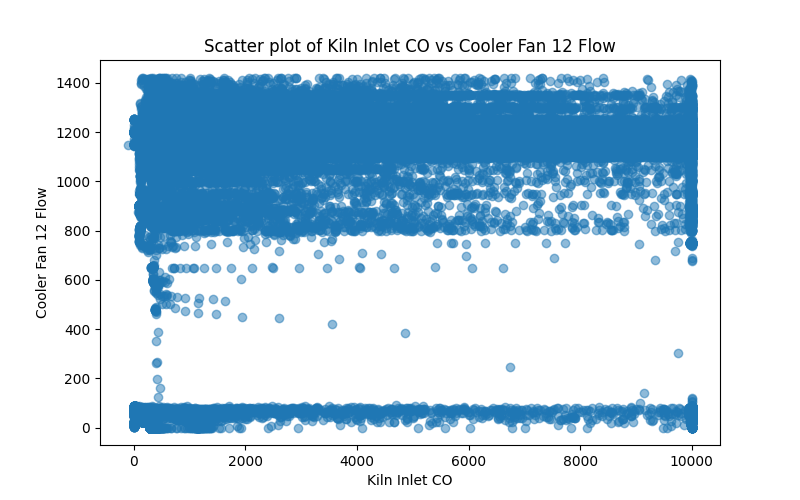 Scatter plot of Kiln Inlet CO vs Cooler Fan 12 Flow
1400
1200
1000
800
600
400
200
0
Cooler Fan 12 Flow
0 2000 4000 6000 8000 10000
Kiln Inlet CO